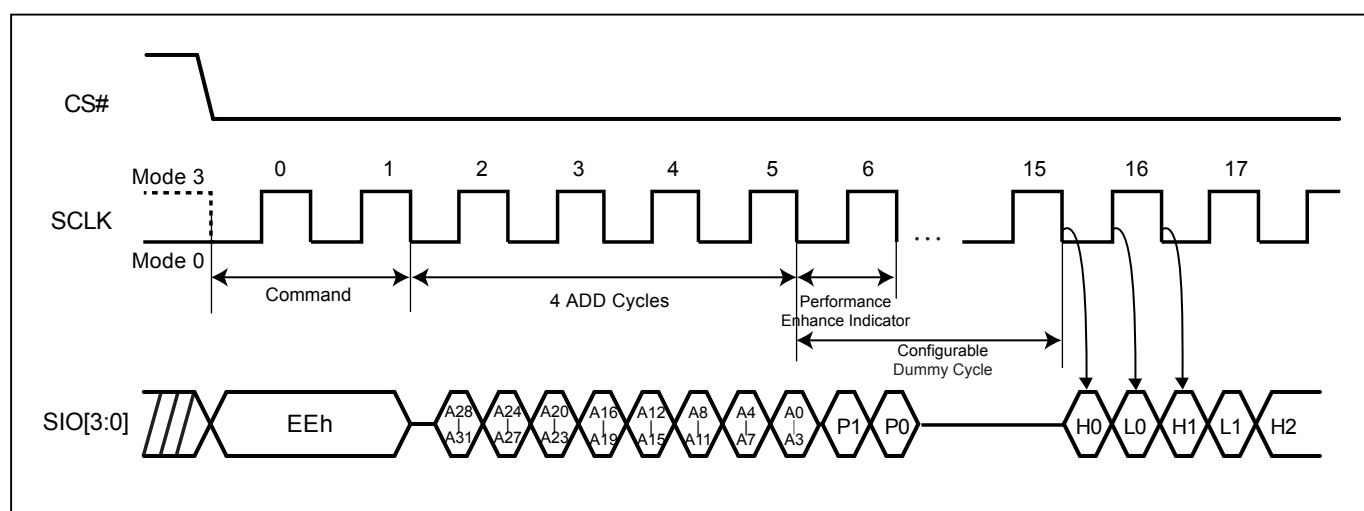 CS#
0 1 2 3 4 5 6 15 16 17
Mode 3
SCLK
...
Mode 0
Command
4 ADD Cycles
Performance
Enhance Indicator
Configurable
Dummy Cycle
SIO[3:0]
EEh
A28
A31
A24
A27
A20
A23
A16
A19
A12
A15
A8
A11
A4
A7
A0
A3
P1
P0
H0
L0
H1
L1
H2